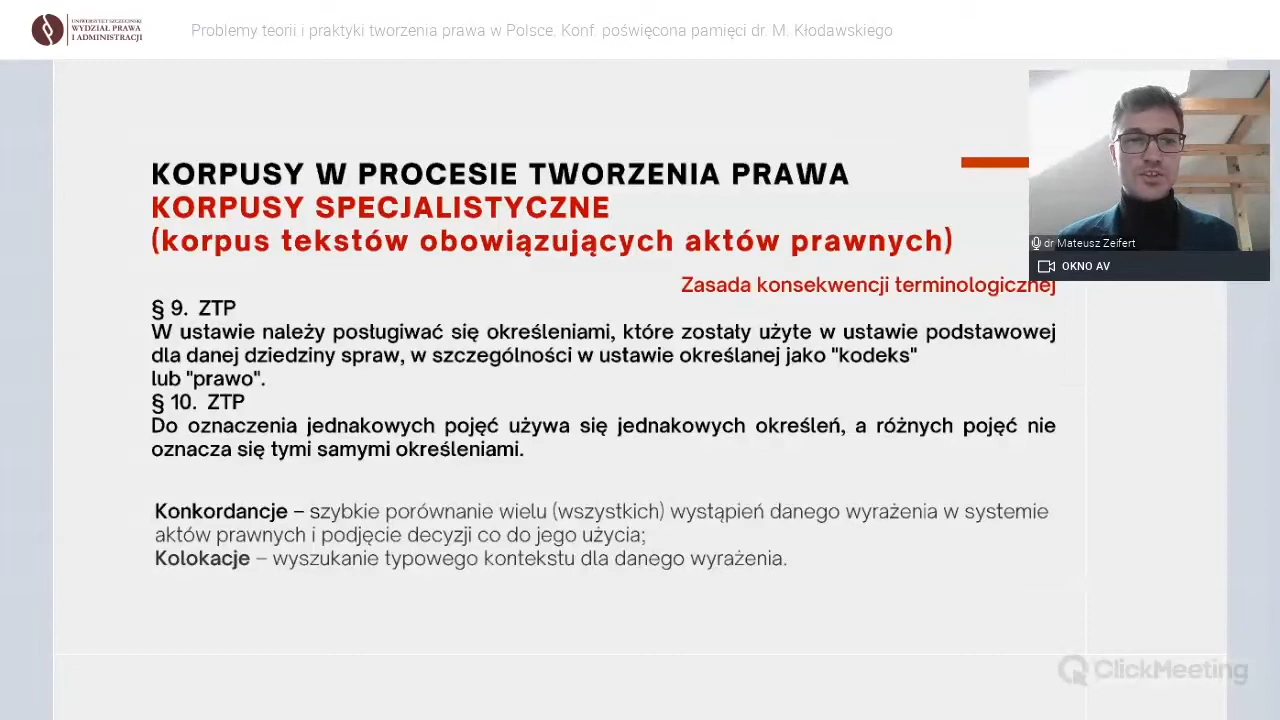 UNIWERSYTET SZCZECIŃSKI
WYDZIAŁ PRAWA
I ADMINISTRACJI
Problemy teorii i praktyki tworzenia prawa w Polsce. Konf. poświęcona pamięci dr. M. Kłodawskiego
KORPUSY W PROCESIE TWORZENIA PRAWA
KORPUSY SPECJALISTYCZNE
(korpus tekstów obowiązujących aktów prawnych)
dr Mateusz Zeifert
OKNO AV
Zasada konsekwencji terminologicznej
§ 9. ZTP
W ustawie należy posługiwać się określeniami, które zostały użyte w ustawie podstawowej
dla danej dziedziny spraw, w szczególności w ustawie określanej jako "kodeks"
lub "prawo".
§ 10. ZTP
Do oznaczenia jednakowych pojęć używa się jednakowych określeń, a różnych pojęć nie
oznacza się tymi samymi określeniami.
Konkordancje – szybkie porównanie wielu (wszystkich) wystąpień danego wyrażenia w systemie
aktów prawnych i podjęcie decyzji co do jego użycia;
Kolokacje – wyszukanie typowego kontekstu dla danego wyrażenia.
ClickMeeting